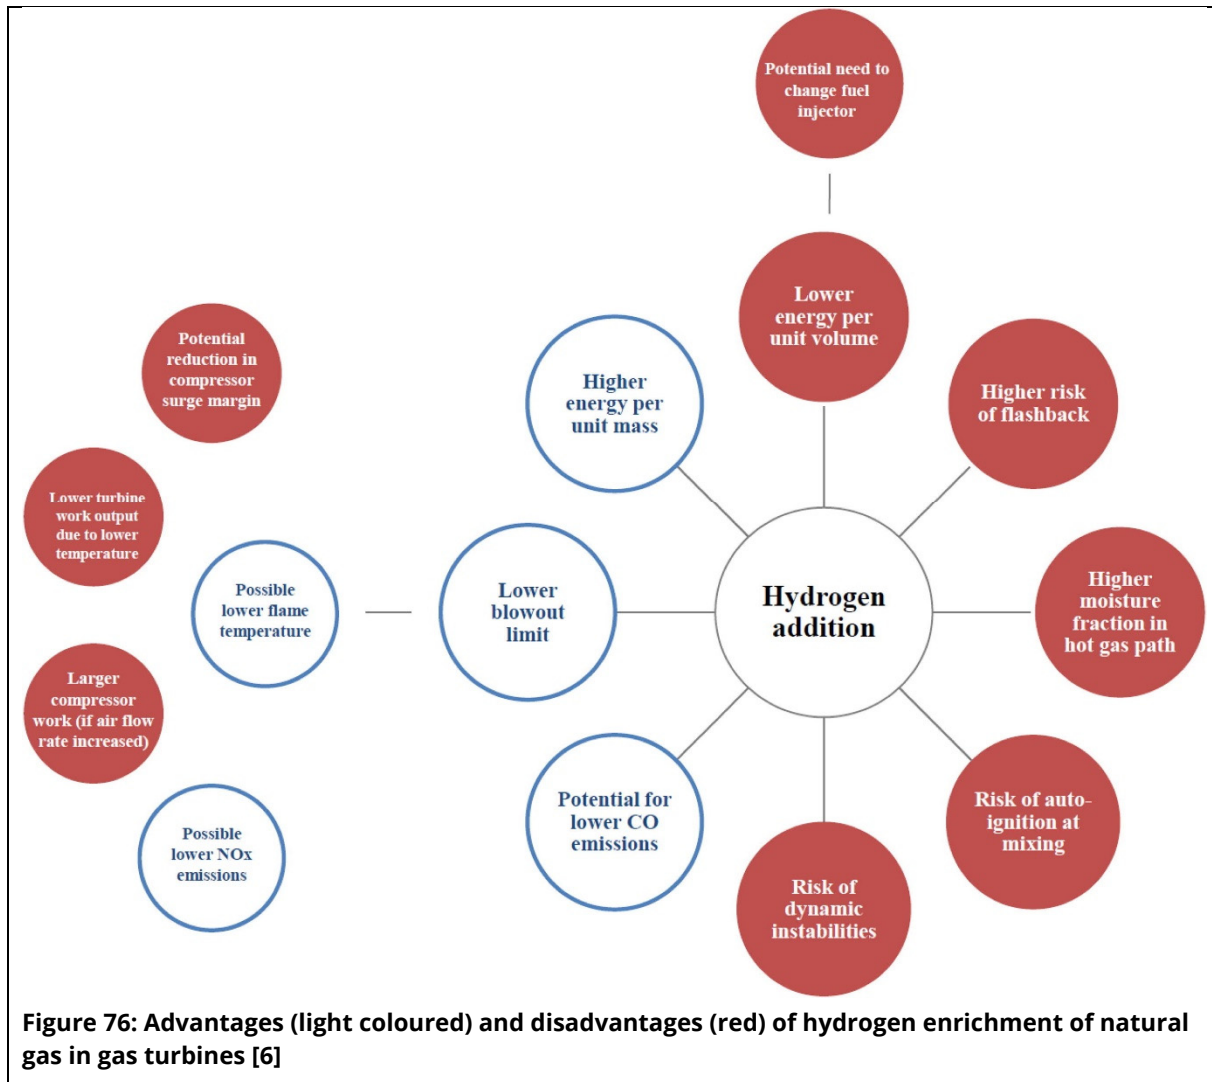 Potential need to
change fuel
injector
Lower
energy per
unit volume
Higher
energy per
unit mass
Higher risk
of flashback
Potential
reduction in
compressor
surge margin
Lower turbine
work output
due to lower
temperature
Possible
lower flame
temperature
Lower
blowout
limit
Hydrogen
addition
Higher
moisture
fraction in
hot gas path
Larger
compressor
work (if air flow
rate increased)
Possible
lower NOx
emissions
Potential for
lower CO
emissions
Risk of
dynamic
instabilities
Risk of auto-
ignition at
mixing
Figure 76: Advantages (light coloured) and disadvantages (red) of hydrogen enrichment of natural
gas in gas turbines [6]